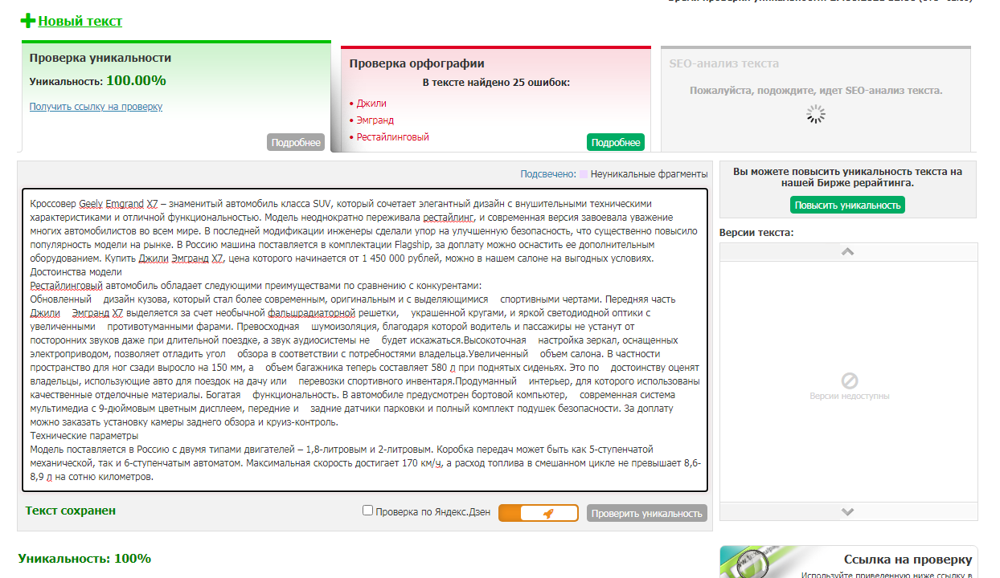 Новый текст
Проверка уникальности
Уникальность: 100.00%
Получить ссылку на проверку
Подробнее
Проверка орфографии
В тексте найдено 25 ошибок:
• Джили
• Эмгранд
• Рестайлинговый
Подробнее
SEO-анализ текста
Пожалуйста, подождите, идет SEO-анализ текста.
Подсвечено: Неуникальные фрагменты
Кроссовер Geely Emgrand X7 – знаменитый автомобиль класса SUV, который сочетает элегантный дизайн с внушительными техническими
характеристиками и отличной функциональностью. Модель неоднократно переживала рестайлинг, и современная версия завоевала уважение
многих автомобилистов во всем мире. В последней модификации инженеры сделали упор на улучшенную безопасность, что существенно повысило
популярность модели на рынке. В Россию машина поставляется в комплектации Flagship, за доплату можно оснастить ее дополнительным
оборудованием. Купить Джили Эмгранд X7, цена которого начинается от 1 450 000 рублей, можно в нашем салоне на выгодных условиях.
Достоинства модели
Рестайлинговый автомобиль обладает следующими преимуществами по сравнению с конкурентами:
Обновленный дизайн кузова, который стал более современным, оригинальным и с выделяющимися спортивными чертами. Передняя часть
Джили Эмгранд X7 выделяется за счет необычной фальшрадиаторной решетки, украшенной кругами, и яркой светодиодной оптики с
увеличенными противотуманными фарами. Превосходная шумоизоляция, благодаря которой водитель и пассажиры не устанут от
посторонних звуков даже при длительной поездке, а звук аудиосистемы не будет искажаться.Высокоточная настройка зеркал, оснащенных
электроприводом, позволяет отладить угол обзора в соответствии с потребностями владельца.Увеличенный объем салона. В частности
пространство для ног сзади выросло на 150 мм, а объем багажника теперь составляет 580 л при поднятых сиденьях. Это по достоинству оценят
владельцы, использующие авто для поездок на дачу или перевозки спортивного инвентаря.Продуманный интерьер, для которого использованы
качественные отделочные материалы. Богатая функциональность. В автомобиле предусмотрен бортовой компьютер, современная система
мультимедиа с 9-дюймовым цветным дисплеем, передние и задние датчики парковки и полный комплект подушек безопасности. За доплату
можно заказать установку камеры заднего обзора и круиз-контроль.
Технические параметры
Модель поставляется в Россию с двумя типами двигателей – 1,8-литровым и 2-литровым. Коробка передач может быть как 5-ступенчатой
механической, так и 6-ступенчатым автоматом. Максимальная скорость достигает 170 км/ч, а расход топлива в смешанном цикле не превышает 8,6-
8,9 л на сотню километров.
Текст сохранен
Проверка по Яндекс.Дзен
Проверить уникальность
Вы можете повысить уникальность текста на
нашей Бирже рерайтинга.
Повысить уникальность
Версии текста:
Версии недоступны
Уникальность: 100%
Ссылка на проверку
Используйте приведенную ниже ссылку в